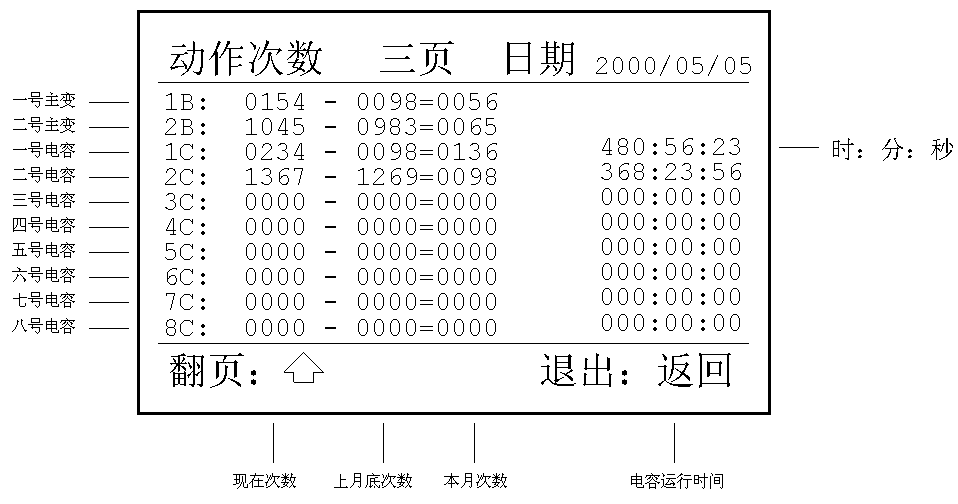 动作次数 三页 日期 2000/05/05
一号主变 1B: 0154 - 0098=0056
二号主变 2B: 1045 - 0983=0065
一号电容 1C: 0234 - 0098=0136 480:56:23 时: 分: 秒
二号电容 2C: 1367 - 1269=0098 368:23:56
三号电容 3C: 0000 - 0000=0000 000:00:00
四号电容 4C: 0000 - 0000=0000 000:00:00
五号电容 5C: 0000 - 0000=0000 000:00:00
六号电容 6C: 0000 - 0000=0000 000:00:00
七号电容 7C: 0000 - 0000=0000 000:00:00
八号电容 8C: 0000 - 0000=0000 000:00:00
翻页: 退出: 返回
现在次数 上月底次数 本月次数 电容运行时间